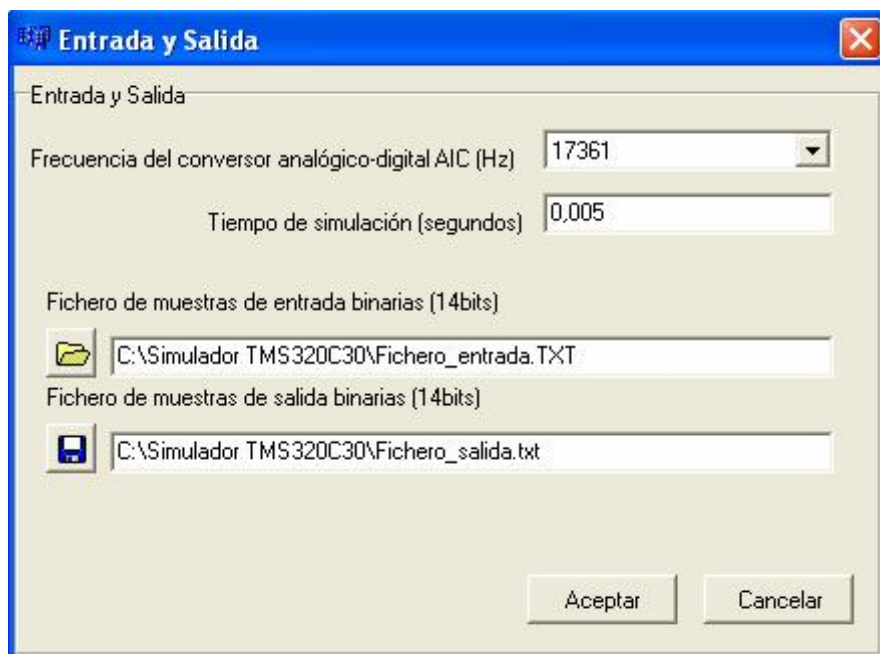 Entrada y Salida
Entrada y Salida
Frecuencia del conversor analógico-digital AIC (Hz) 17361
Tiempo de simulación (segundos) 0,005
Fichero de muestras de entrada binarias (14bits)
C:\Simulador TMS320C30\Fichero_entrada.TXT
Fichero de muestras de salida binarias (14bits)
C:\Simulador TMS320C30\Fichero_salida.txt
Aceptar Cancelar